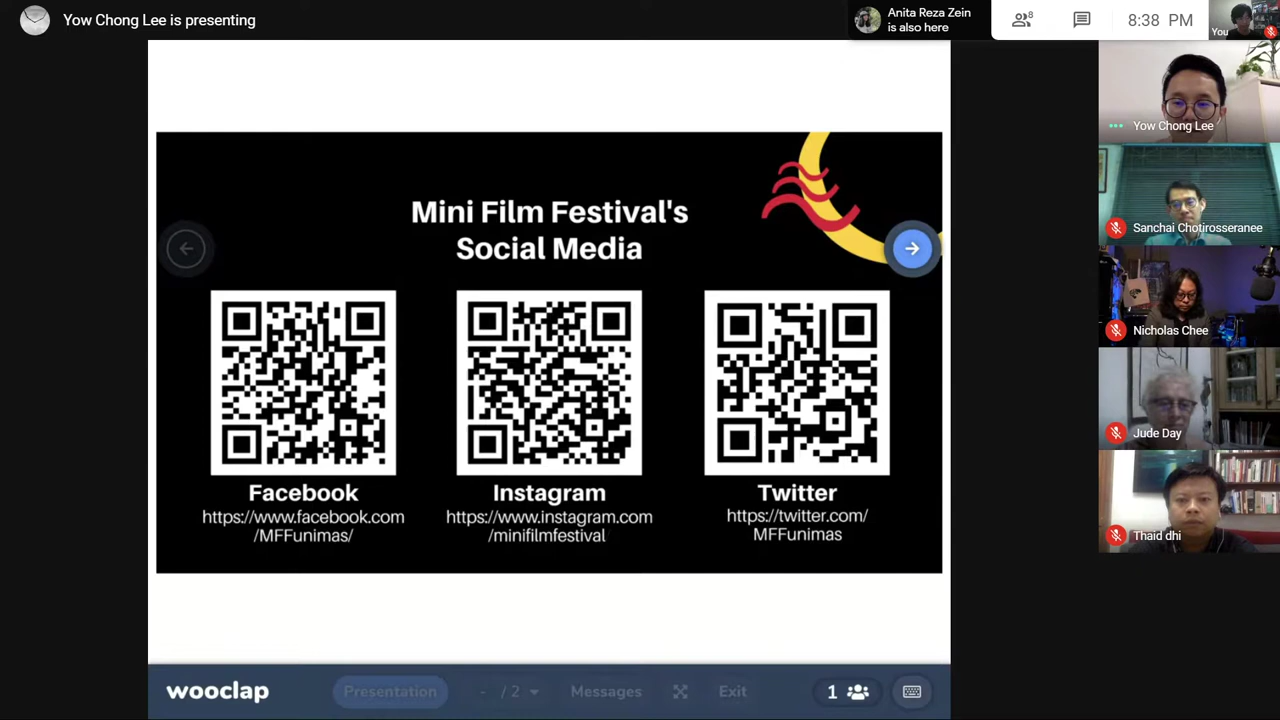 Yow Chong Lee is presenting
Anita Reza Zein
is also here
8
8:38 PM
You
Yow Chong Lee
Sanchai Chotirosseranee
Nicholas Chee
Jude Day
Thaid dhi
Mini Film Festival's
Social Media
Facebook
https://www.facebook.com
/MFFunimas/
Instagram
https://www.instagram.com
/minifilmfestival
Twitter
https://twitter.com/
MFFunimas
wooclap
Presentation
- / 2
Messages
Exit
1